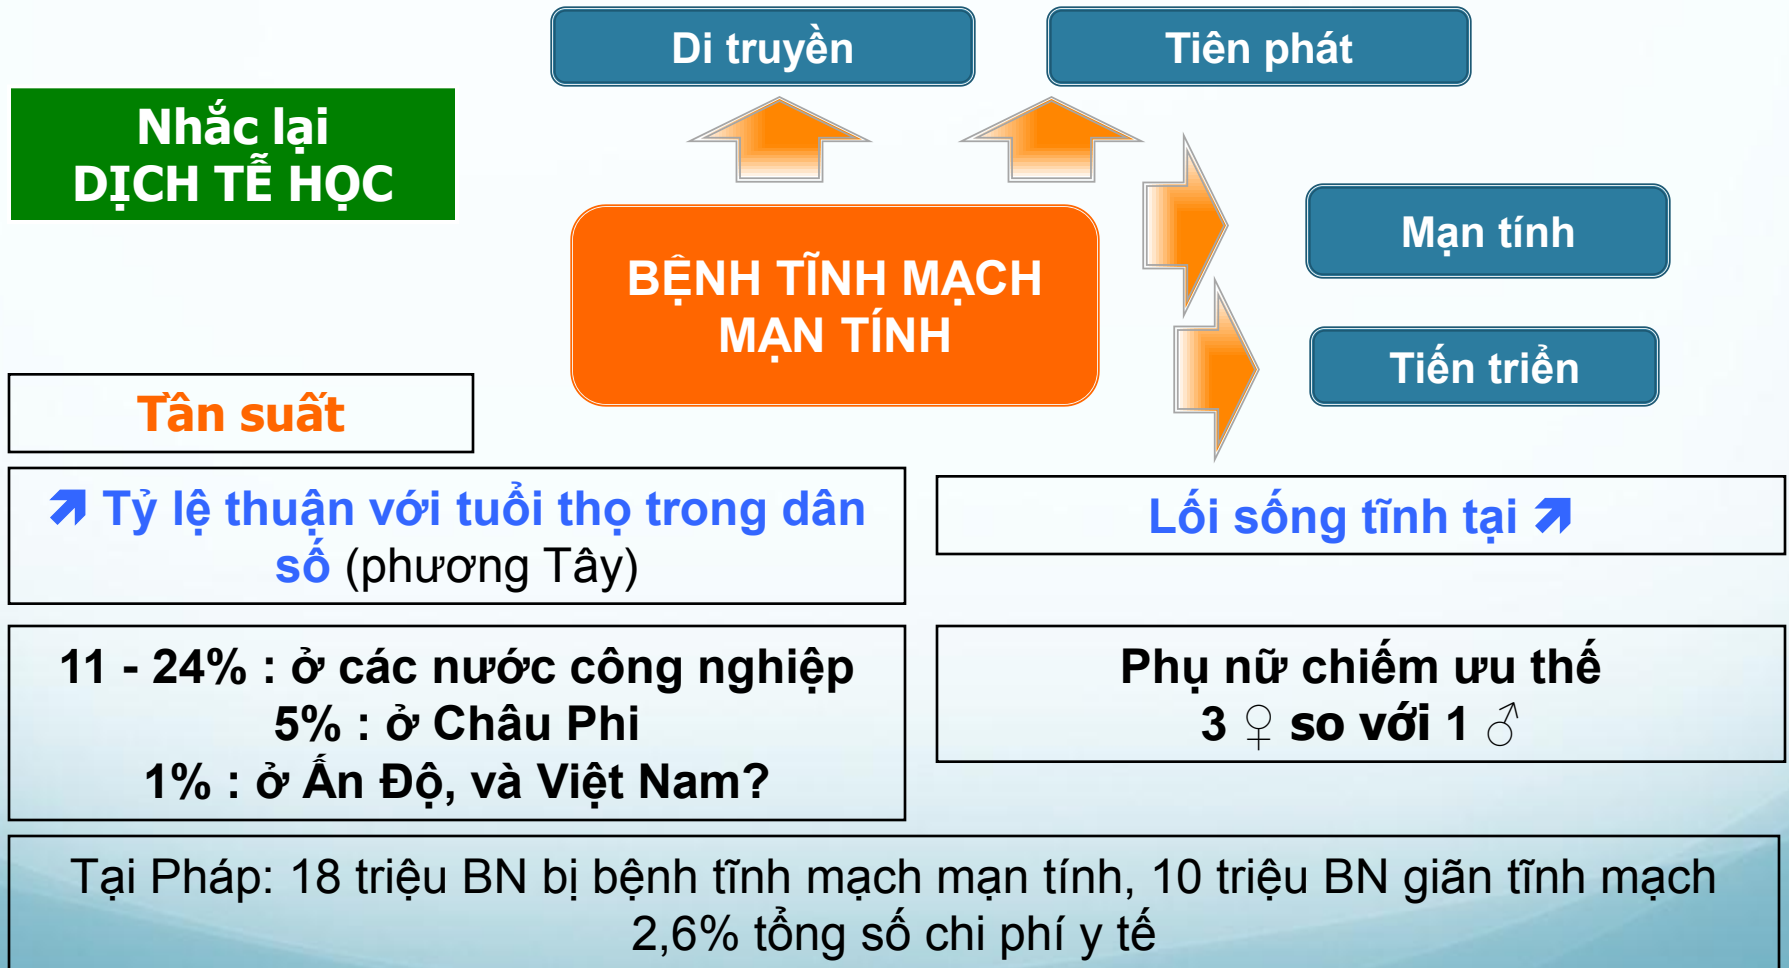 Di truyền
Tiên phát
Nhắc lại
DỊCH TỄ HỌC
BỆNH TĨNH MẠCH
MẠN TÍNH
Mạn tính
Tiến triển
Tần suất
↗ Tỷ lệ thuận với tuổi thọ trong dân
số (phương Tây)
Lối sống tĩnh tại ↗
11 - 24% : ở các nước công nghiệp
5% : ở Châu Phi
1% : ở Ấn Độ, và Việt Nam?
Phụ nữ chiếm ưu thế
3 ♀ so với 1 ♂
Tại Pháp: 18 triệu BN bị bệnh tĩnh mạch mạn tính, 10 triệu BN giãn tĩnh mạch
2,6% tổng số chi phí y tế